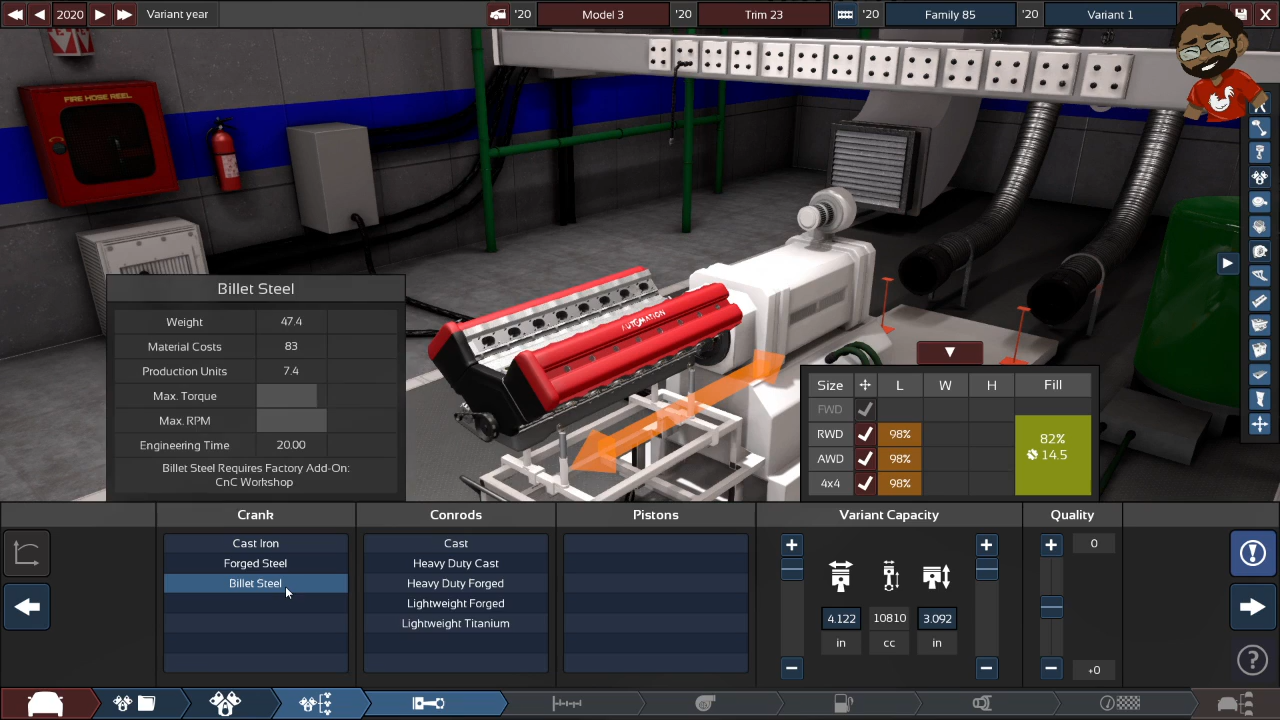 2020 Variant year '20 Model 3 '20 Trim 23 '20 Family 85 '20 Variant 1
FIRE HOSE REEL
AUTOMATION
Billet Steel
Weight 47.4
Material Costs 83
Production Units 7.4
Max. Torque
Max. RPM
Engineering Time 20.00
Billet Steel Requires Factory Add-On:
CnC Workshop
Size L W H Fill
FWD
RWD 98%
AWD 98%
4x4 98%
82%
14.5
Crank
Cast Iron
Forged Steel
Billet Steel
Conrods
Cast
Heavy Duty Cast
Heavy Duty Forged
Lightweight Forged
Lightweight Titanium
Pistons
Variant Capacity
+ +
4.122 10810 3.092
in cc in
− −
Quality
+ 0
− +0
?